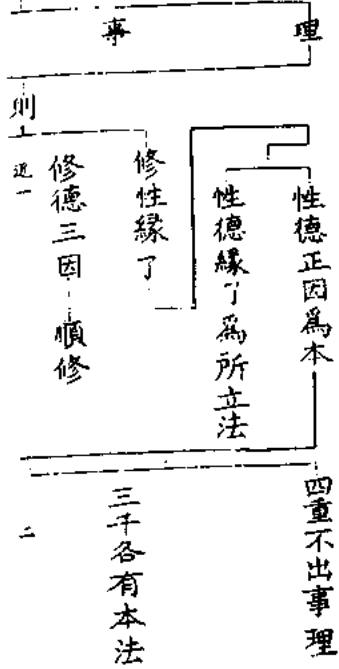 理
事
性德正因爲本
性德緣了爲所立法
修性緣了
則上
近一
修德三因 順修
四重不出事理
三千各有本法
二